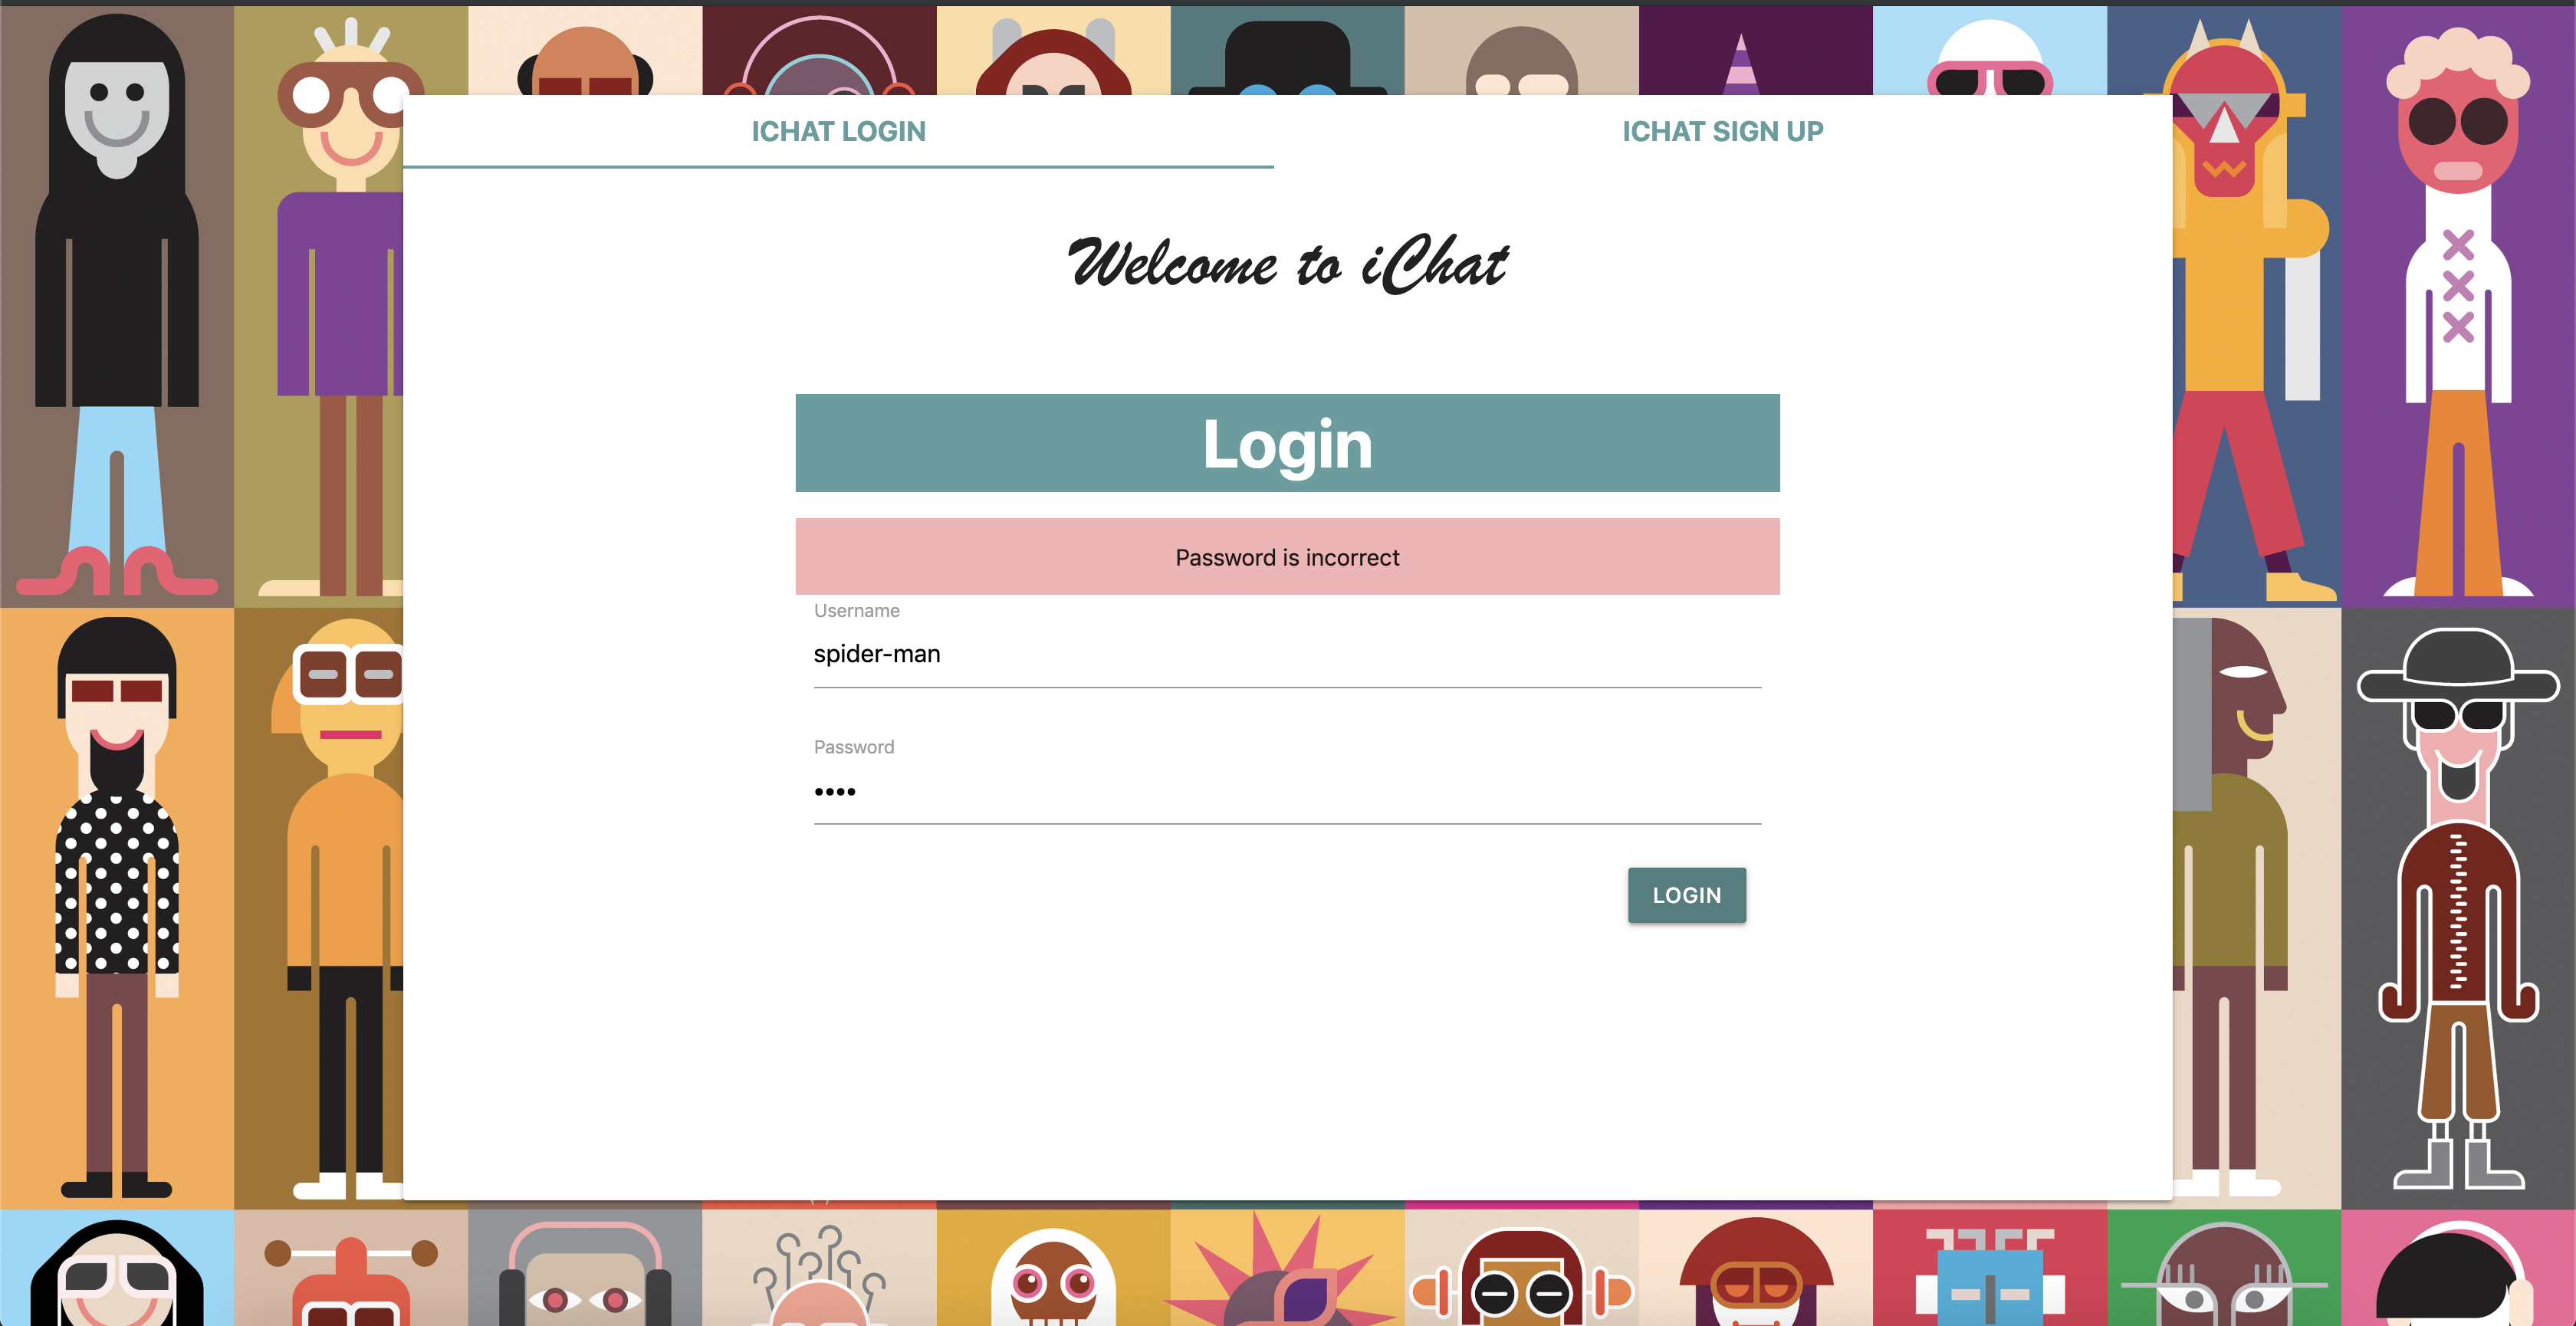 ICHAT LOGIN
ICHAT SIGN UP
Welcome to iChat
Login
Password is incorrect
Username
spider-man
Password
••••
LOGIN